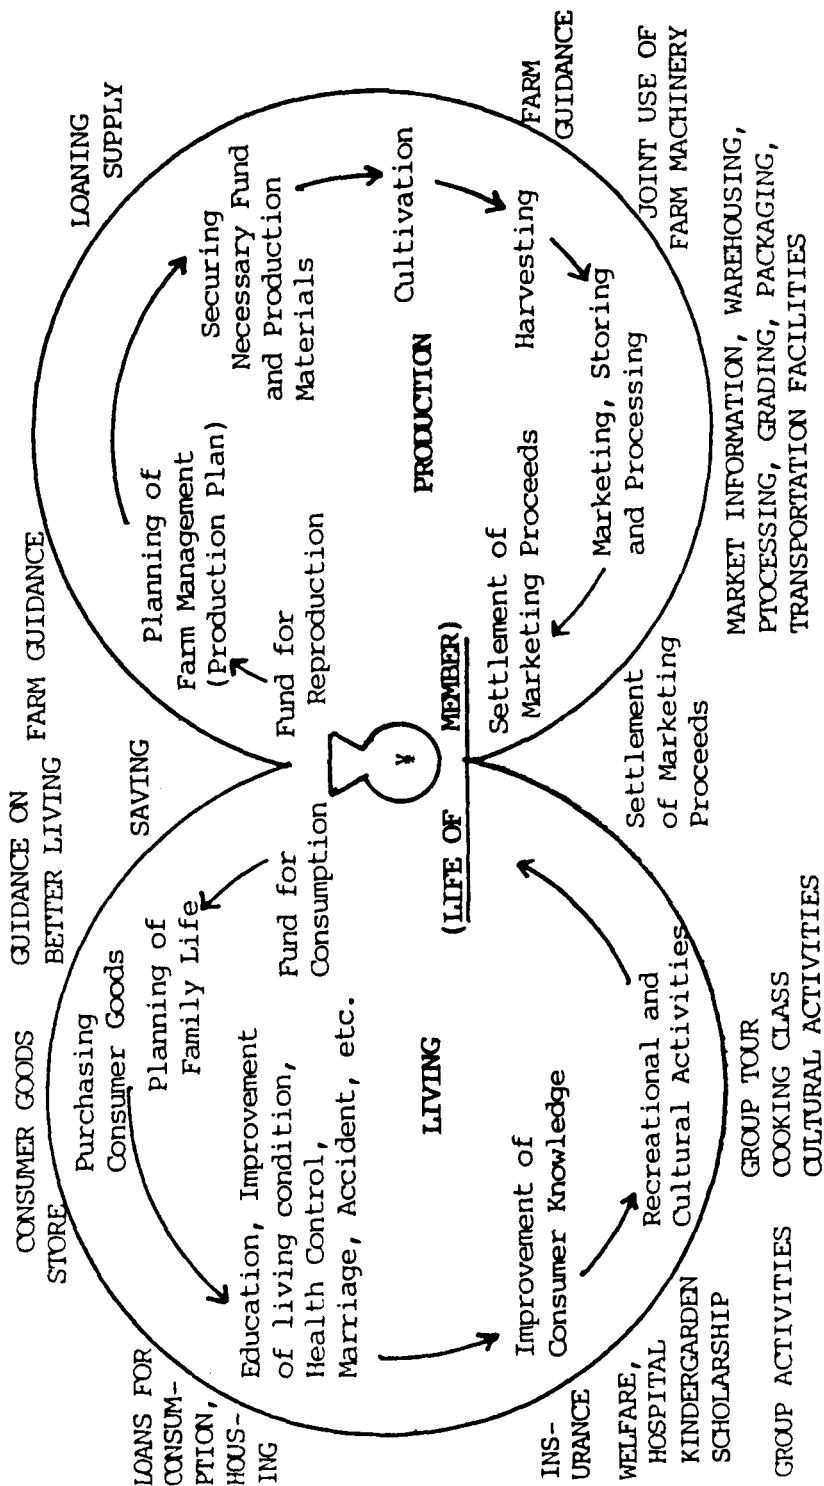 GUIDANCE ON
BETTER LIVING
FARM GUIDANCE
CONSUMER GOODS
STORE
SAVING
LOANING
SUPPLY
LOANS FOR
CONSUM-
PTION,
HOUS-
ING
Purchasing
Consumer Goods
Planning of
Family Life
Fund for
Consumption
Education, Improvement
of living condition,
Health Control,
Marriage, Accident, etc.
LIVING
Improvement of
Consumer Knowledge
Recreational and
Cultural Activities
INS-
URANCE
WELFARE,
HOSPITAL
KINDERGARDEN
SCHOLARSHIP
GROUP ACTIVITIES
GROUP TOUR
COOKING CLASS
CULTURAL ACTIVITIES
¥
(LIFE OF MEMBER)
Fund for
Reproduction
Planning of
Farm Management
(Production Plan)
Securing
Necessary Fund
and Production
Materials
Cultivation
PRODUCTION
Harvesting
Marketing, Storing
and Processing
Settlement of
Marketing Proceeds
Settlement
of Marketing
Proceeds
FARM
GUIDANCE
JOINT USE OF
FARM MACHINERY
MARKET INFORMATION, WAREHOUSING,
PTOCESSING, GRADING, PACKAGING,
TRANSPORTATION FACILITIES